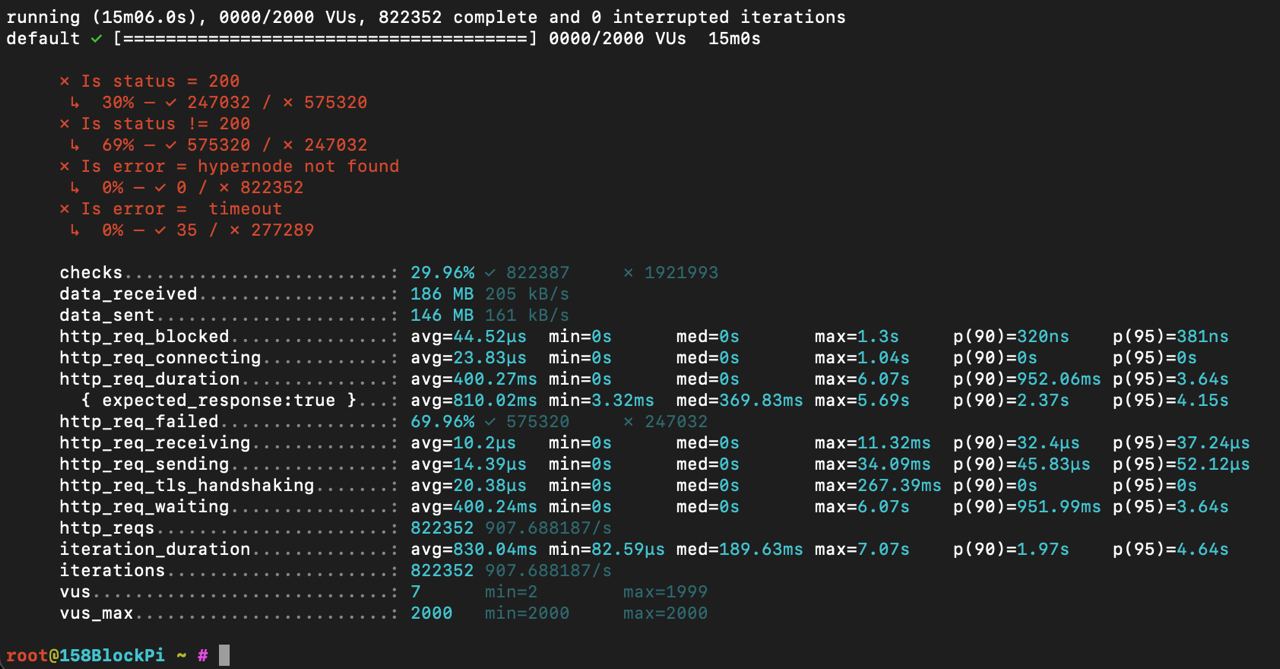 running (15m06.0s), 0000/2000 VUs, 822352 complete and 0 interrupted iterations
default ✓ [======================================] 0000/2000 VUs  15m0s
✗ Is status = 200
↳  30% — ✓ 247032 / ✗ 575320
✗ Is status != 200
↳  69% — ✓ 575320 / ✗ 247032
✗ Is error = hypernode not found
↳  0% — ✓ 0 / ✗ 822352
✗ Is error =  timeout
↳  0% — ✓ 35 / ✗ 277289
checks.........................: 29.96% ✓ 822387     ✗ 1921993
data_received..................: 186 MB 205 kB/s
data_sent......................: 146 MB 161 kB/s
http_req_blocked...............: avg=44.52µs  min=0s      med=0s       max=1.3s     p(90)=320ns    p(95)=381ns
http_req_connecting............: avg=23.83µs  min=0s      med=0s       max=1.04s    p(90)=0s       p(95)=0s
http_req_duration..............: avg=400.27ms min=0s      med=0s       max=6.07s    p(90)=952.06ms p(95)=3.64s
{ expected_response:true }...: avg=810.02ms min=3.32ms  med=369.83ms max=5.69s    p(90)=2.37s    p(95)=4.15s
http_req_failed................: 69.96% ✓ 575320     ✗ 247032
http_req_receiving.............: avg=10.2µs   min=0s      med=0s       max=11.32ms  p(90)=32.4µs   p(95)=37.24µs
http_req_sending...............: avg=14.39µs  min=0s      med=0s       max=34.09ms  p(90)=45.83µs  p(95)=52.12µs
http_req_tls_handshaking.......: avg=20.38µs  min=0s      med=0s       max=267.39ms p(90)=0s       p(95)=0s
http_req_waiting...............: avg=400.24ms min=0s      med=0s       max=6.07s    p(90)=951.99ms p(95)=3.64s
http_reqs......................: 822352 907.688187/s
iteration_duration.............: avg=830.04ms min=82.59µs med=189.63ms max=7.07s    p(90)=1.97s    p(95)=4.64s
iterations.....................: 822352 907.688187/s
vus............................: 7      min=2        max=1999
vus_max........................: 2000   min=2000     max=2000
root@158BlockPi ~ #